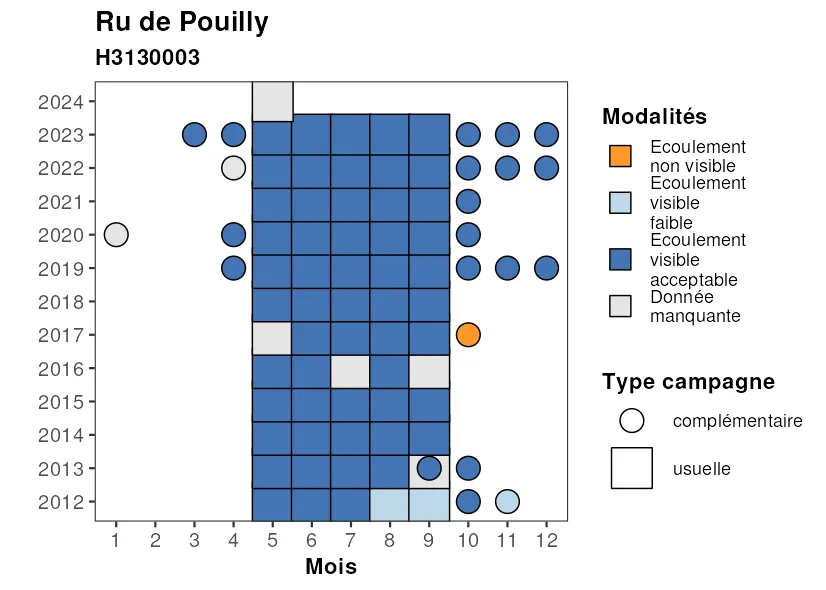 Ru de Pouilly
H3130003
2024
2023
2022
2021
2020
2019
2018
2017
2016
2015
2014
2013
2012
1 2 3 4 5 6 7 8 9 10 11 12
Mois
Modalités
Ecoulement
non visible
Ecoulement
visible
faible
Ecoulement
visible
acceptable
Donnée
manquante
Type campagne
complémentaire
usuelle